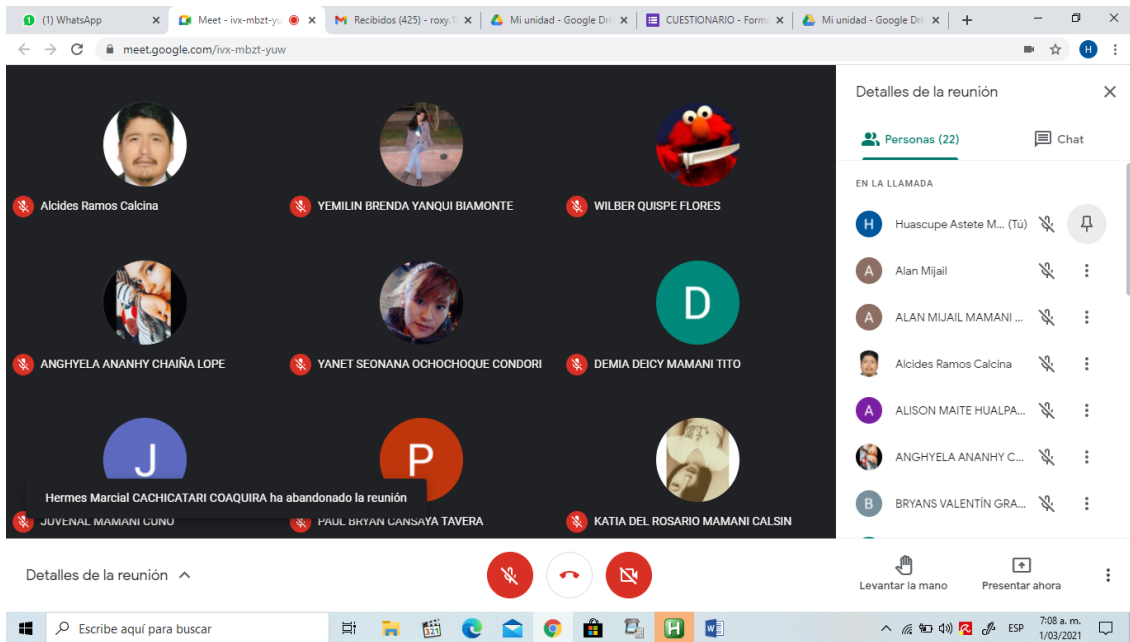 (1) WhatsApp
Meet - ivx-mbzt-yu
Recibidos (425) - roxy.1
Mi unidad - Google Dri
CUESTIONARIO - Form
Mi unidad - Google Dri
meet.google.com/ivx-mbzt-yuw
H
Detalles de la reunión
Personas (22)
Chat
EN LA LLAMADA
Alcides Ramos Calcina
YEMILIN BRENDA YANQUI BIAMONTE
WILBER QUISPE FLORES
H
Huascupe Astete M... (Tú)
A
Alan Mijail
A
ALAN MIJAIL MAMANI ...
D
ANGHYELA ANANHY CHAIÑA LOPE
YANET SEONANA OCHOCHOQUE CONDORI
DEMIA DEICY MAMANI TITO
Alcides Ramos Calcina
A
ALISON MAITE HUALPA...
J
P
ANGHYELA ANANHY C...
Hermes Marcial CACHICATARI COAQUIRA ha abandonado la reunión
B
BRYANS VALENTÍN GRA...
JUVENAL MAMANI CUNO
PAUL BRYAN CANSAYA TAVERA
KATIA DEL ROSARIO MAMANI CALSIN
Detalles de la reunión
Levantar la mano
Presentar ahora
Escribe aquí para buscar
321
H
ESP
7:08 a. m.
1/03/2021